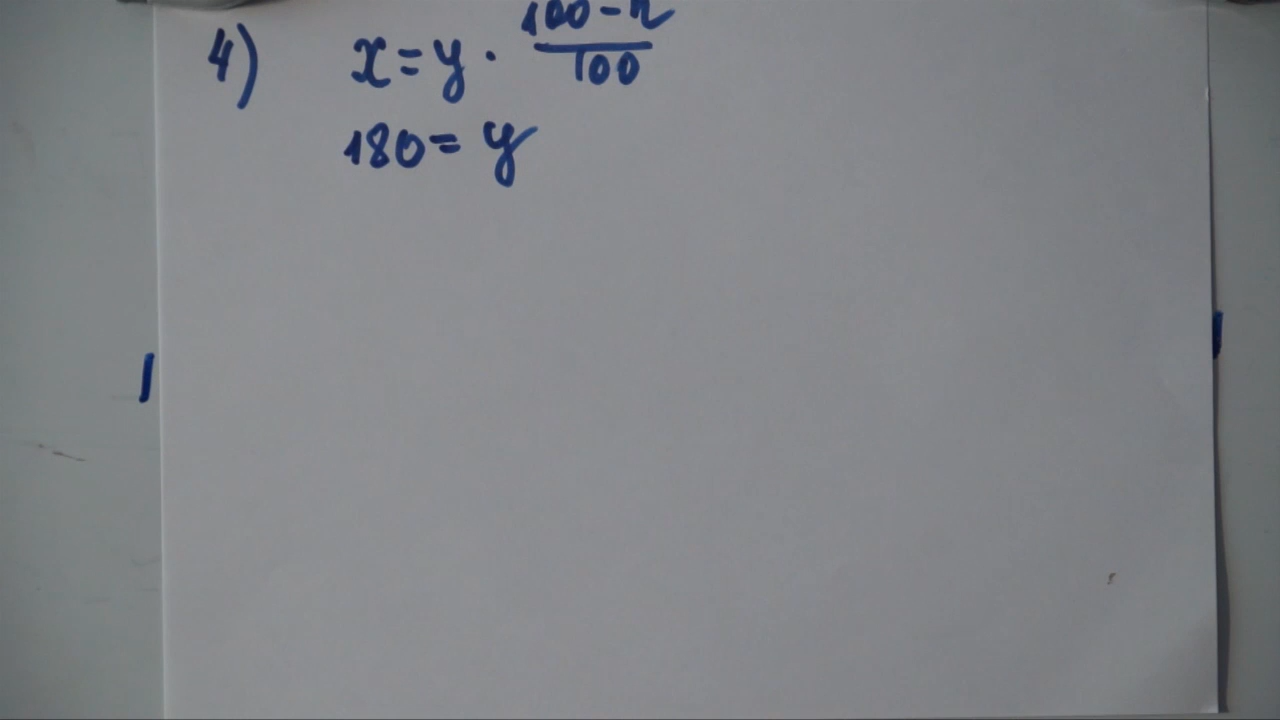 4) x = y · (100 - n)/100
180 = y